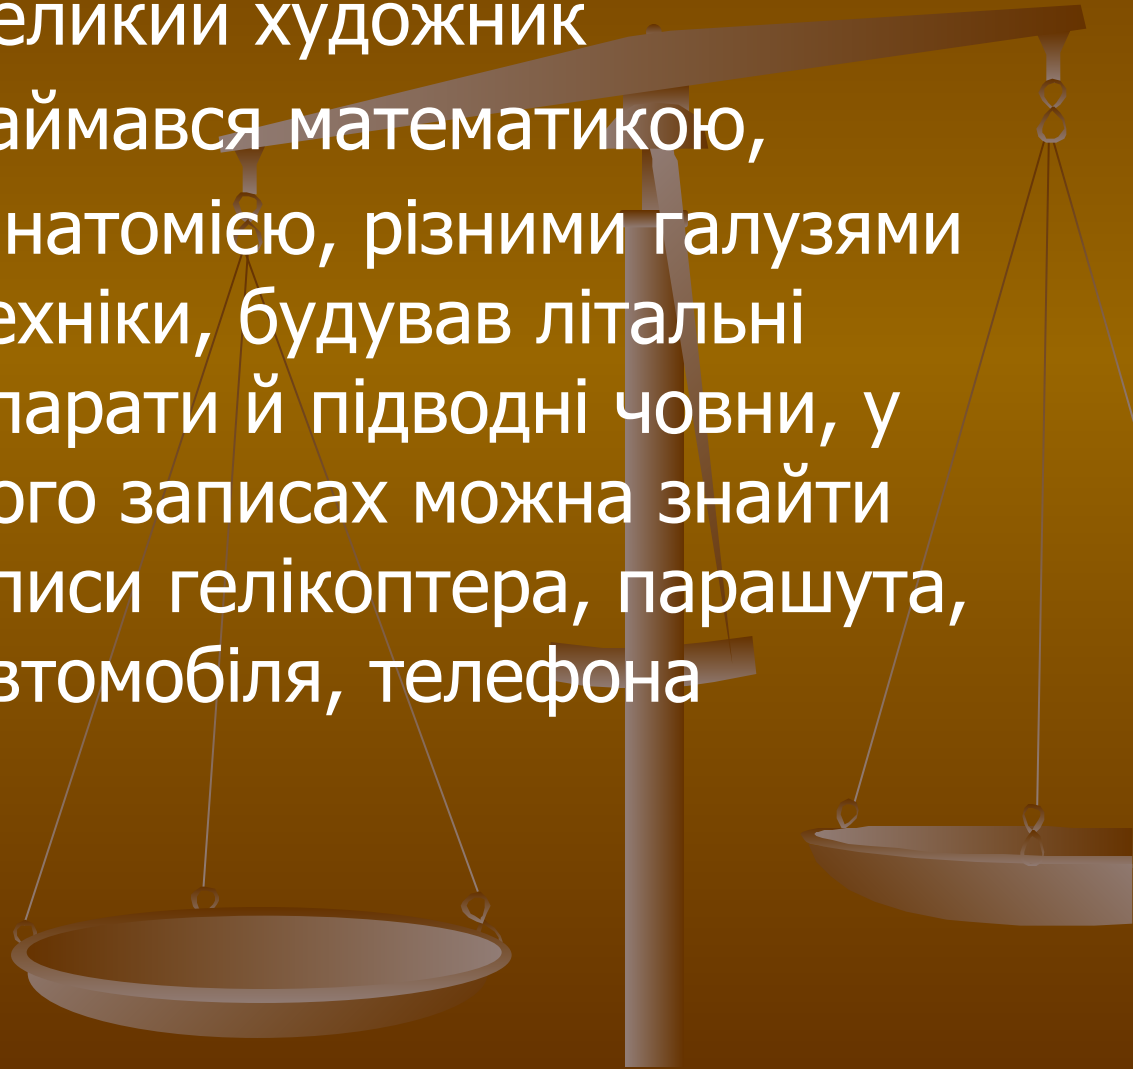 еликий художник
аймався математикою,
натомією, різними галузями
ехніки, будував літальні
парати й підводні човни, у
ого записах можна знайти
писи гелікоптера, парашута,
втомобіля, телефона